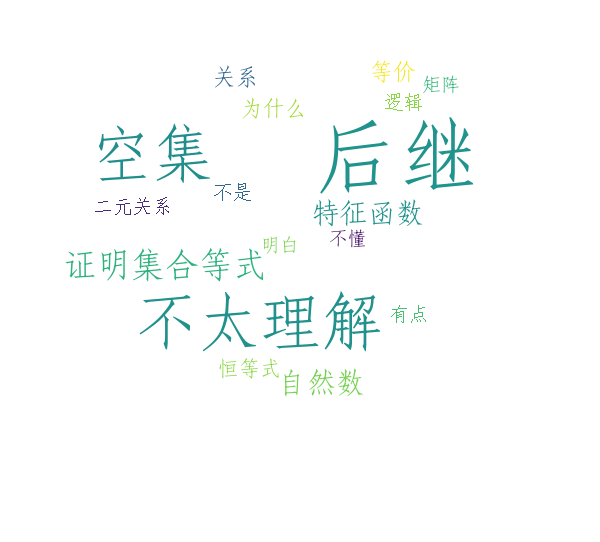 关系
等价
矩阵
为什么
逻辑
空集
后继
不是
二元关系
特征函数
不懂
明白
证明集合等式
不太理解
有点
恒等式
自然数